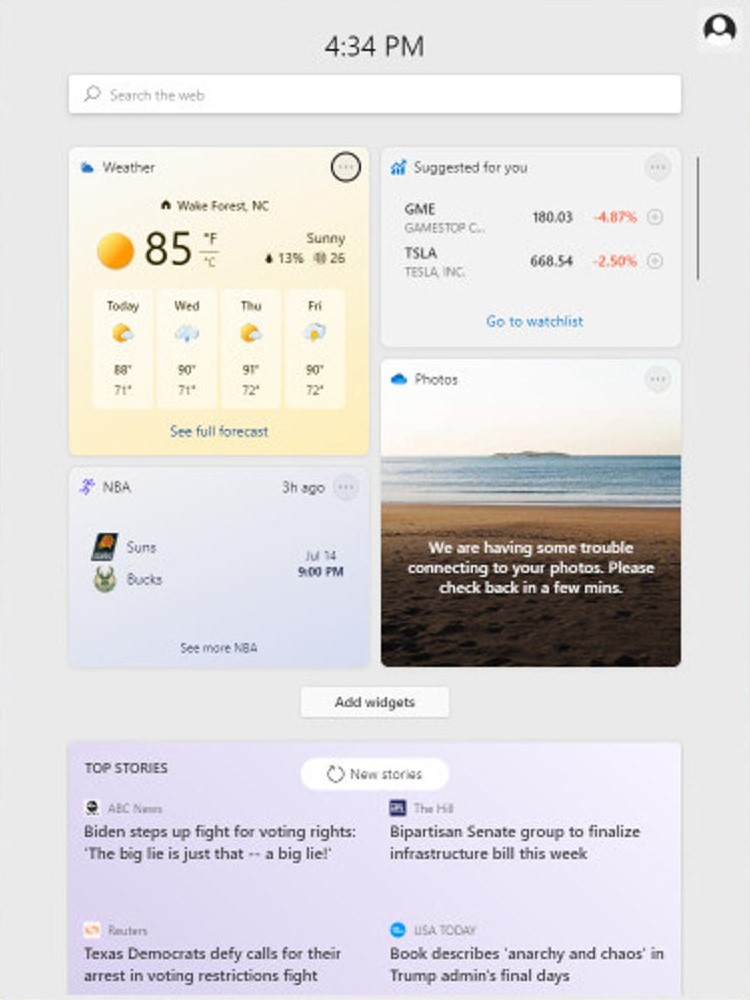 4:34 PM
Search the web
Weather
Wake Forest, NC
85 °F
°C
Sunny
13% 26
Today Wed Thu Fri
88° 90° 91° 90°
71° 71° 72° 72°
See full forecast
Suggested for you
GME 180.03 -4.87%
GAMESTOP C...
TSLA 668.54 -2.50%
TESLA, INC.
Go to watchlist
NBA 3h ago
Suns
Bucks
Jul 14
9:00 PM
See more NBA
Photos
We are having some trouble
connecting to your photos. Please
check back in a few mins.
Add widgets
TOP STORIES
New stories
ABC News
Biden steps up fight for voting rights:
'The big lie is just that -- a big lie!'
The Hill
Bipartisan Senate group to finalize
infrastructure bill this week
Reuters
Texas Democrats defy calls for their
arrest in voting restrictions fight
USA TODAY
Book describes 'anarchy and chaos' in
Trump admin's final days